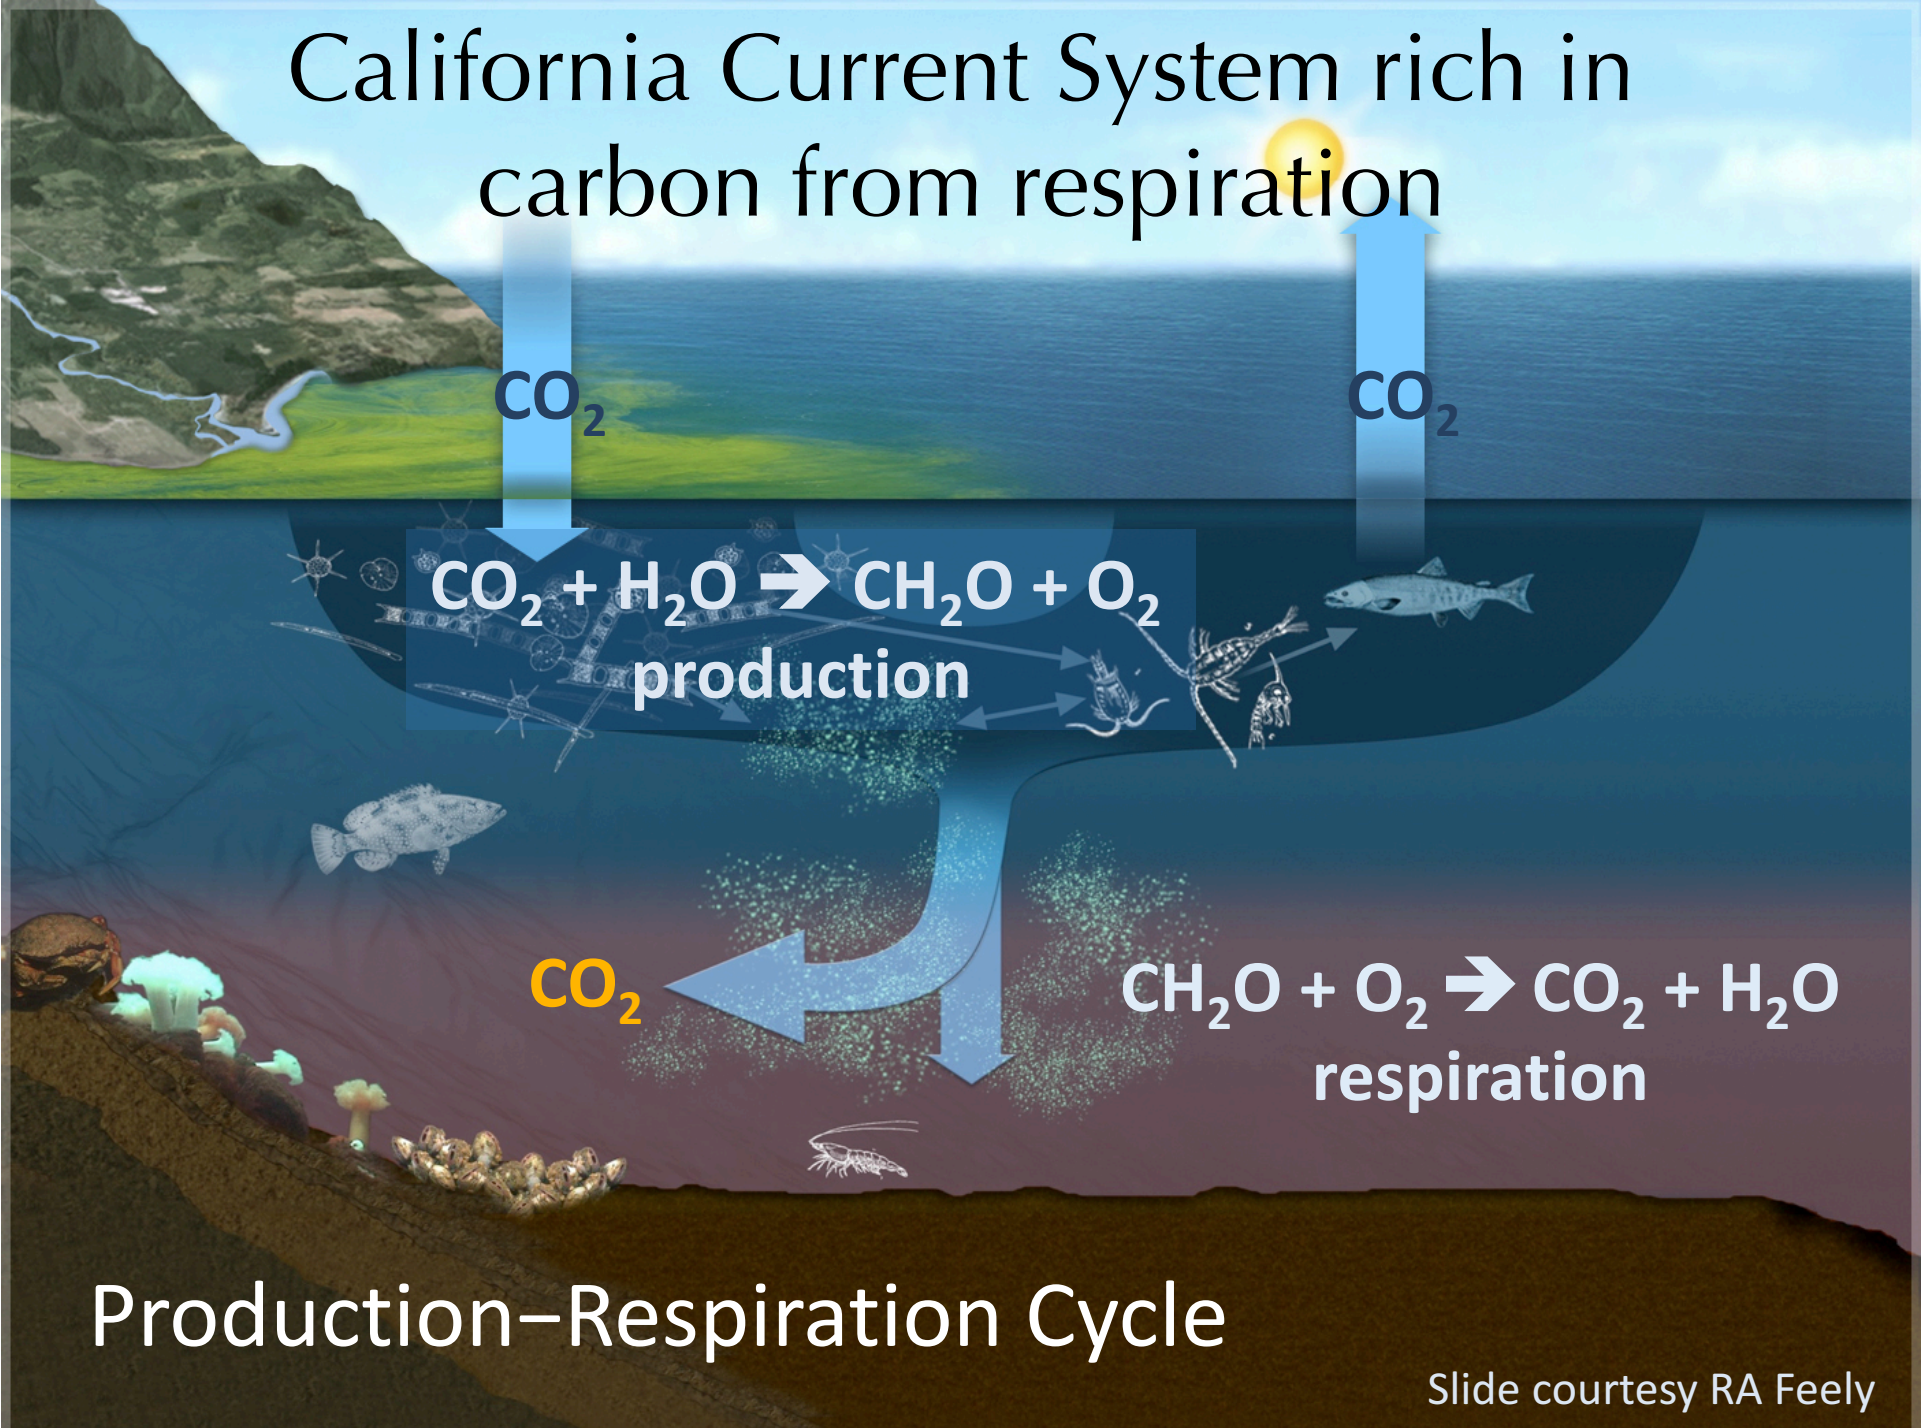 California Current System rich in
carbon from respiration
CO₂
CO₂
CO₂ + H₂O ➔ CH₂O + O₂
production
CO₂
CH₂O + O₂ ➔ CO₂ + H₂O
respiration
Production–Respiration Cycle
Slide courtesy RA Feely